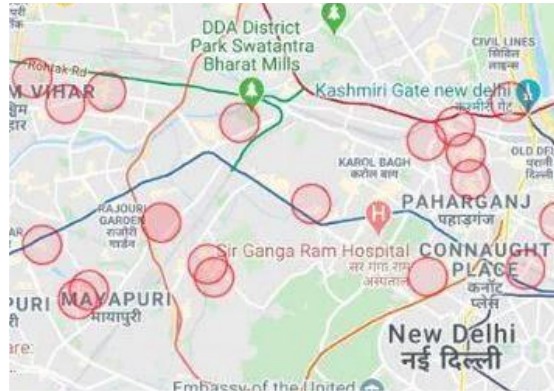 पुरी
DDA District
Park Swatantra
Bharat Mills
CIVIL LINES
सिविल
लाइन्स
Rohtak Rd
M VIHAR
Kashmiri Gate new delhi
कश्मीरी गेट
OLD DE
पुरानी
दिल्ली
KAROL BAGH
करोल बाग
PAHARGANJ
पहाड़गंज
RAJOURI
GARDEN
राजौरी
गार्डन
H
Sir Ganga Ram Hospital
सर गंगा राम
अस्पताल
CONNAUGHT
PLACE
कनॉट
प्लेस
PURI
री
MAYAPURI
मायापुरी
New Delhi
नई दिल्ली
are:
Embassy of the United